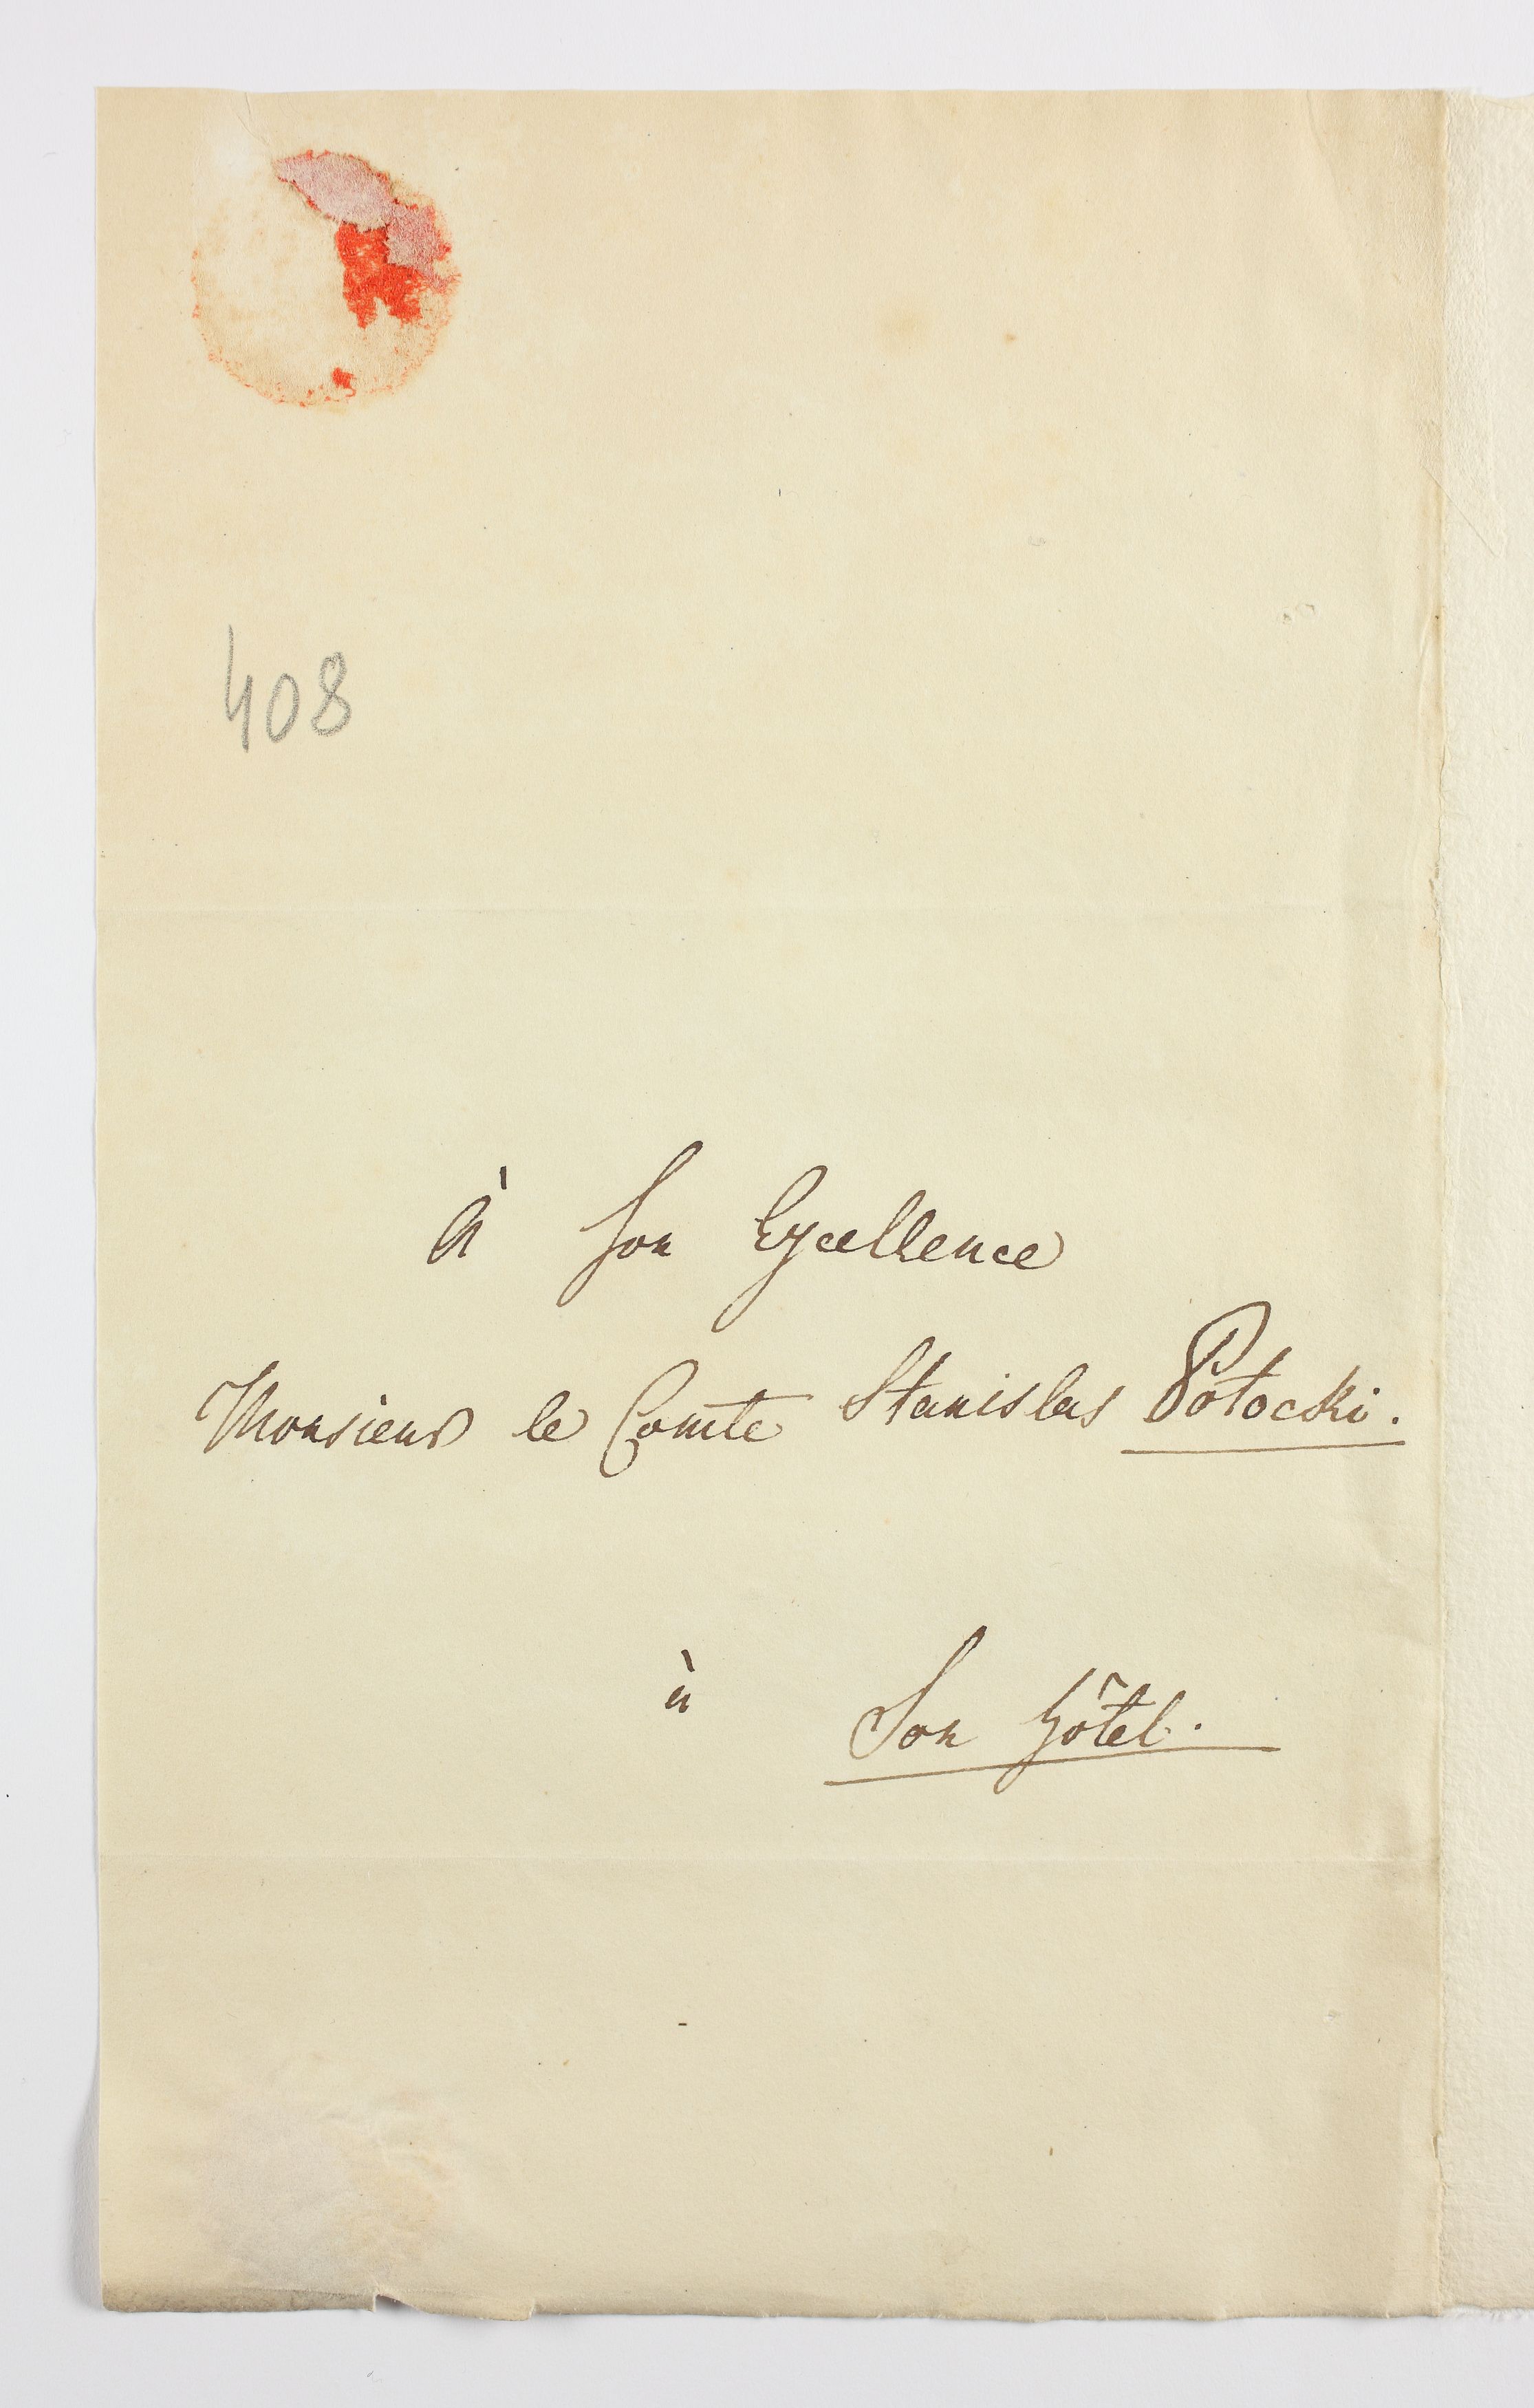 408
À Son Excellence
Monsieur le Comte Stanislas Potocki.
à Son hôtel.